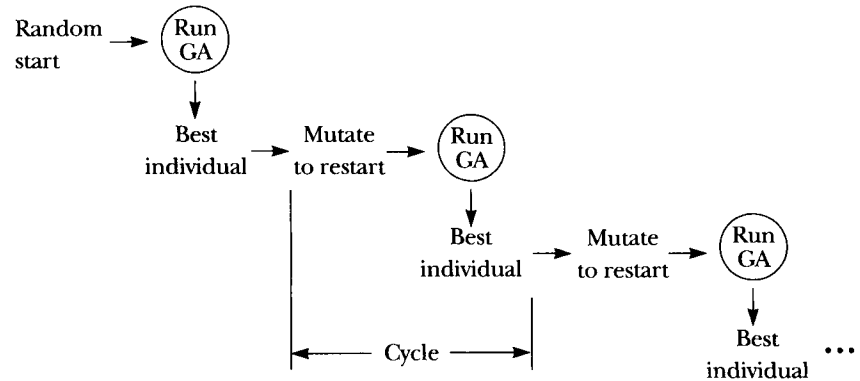 Random
start
Run
GA
Best
individual
Mutate
to restart
Run
GA
Best
individual
Mutate
to restart
Run
GA
Best
individual
...
Cycle